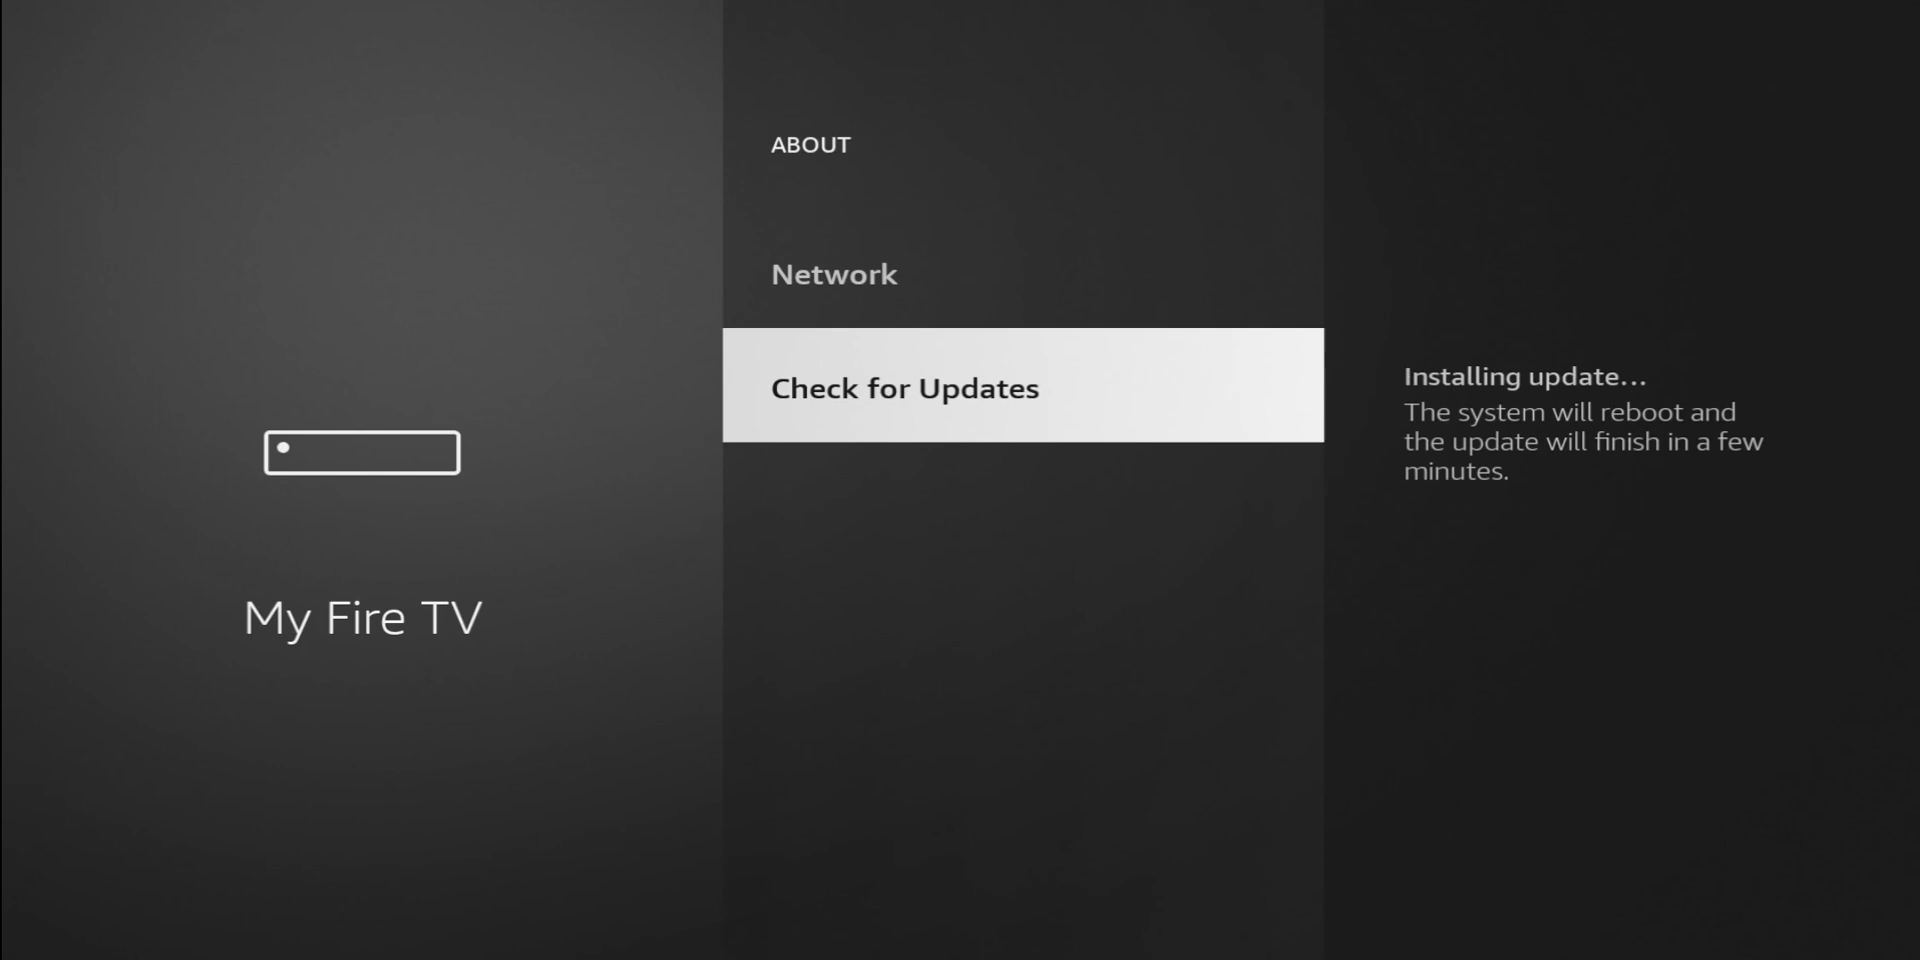 ABOUT
Network
Check for Updates
My Fire TV
Installing update...
The system will reboot and
the update will finish in a few
minutes.